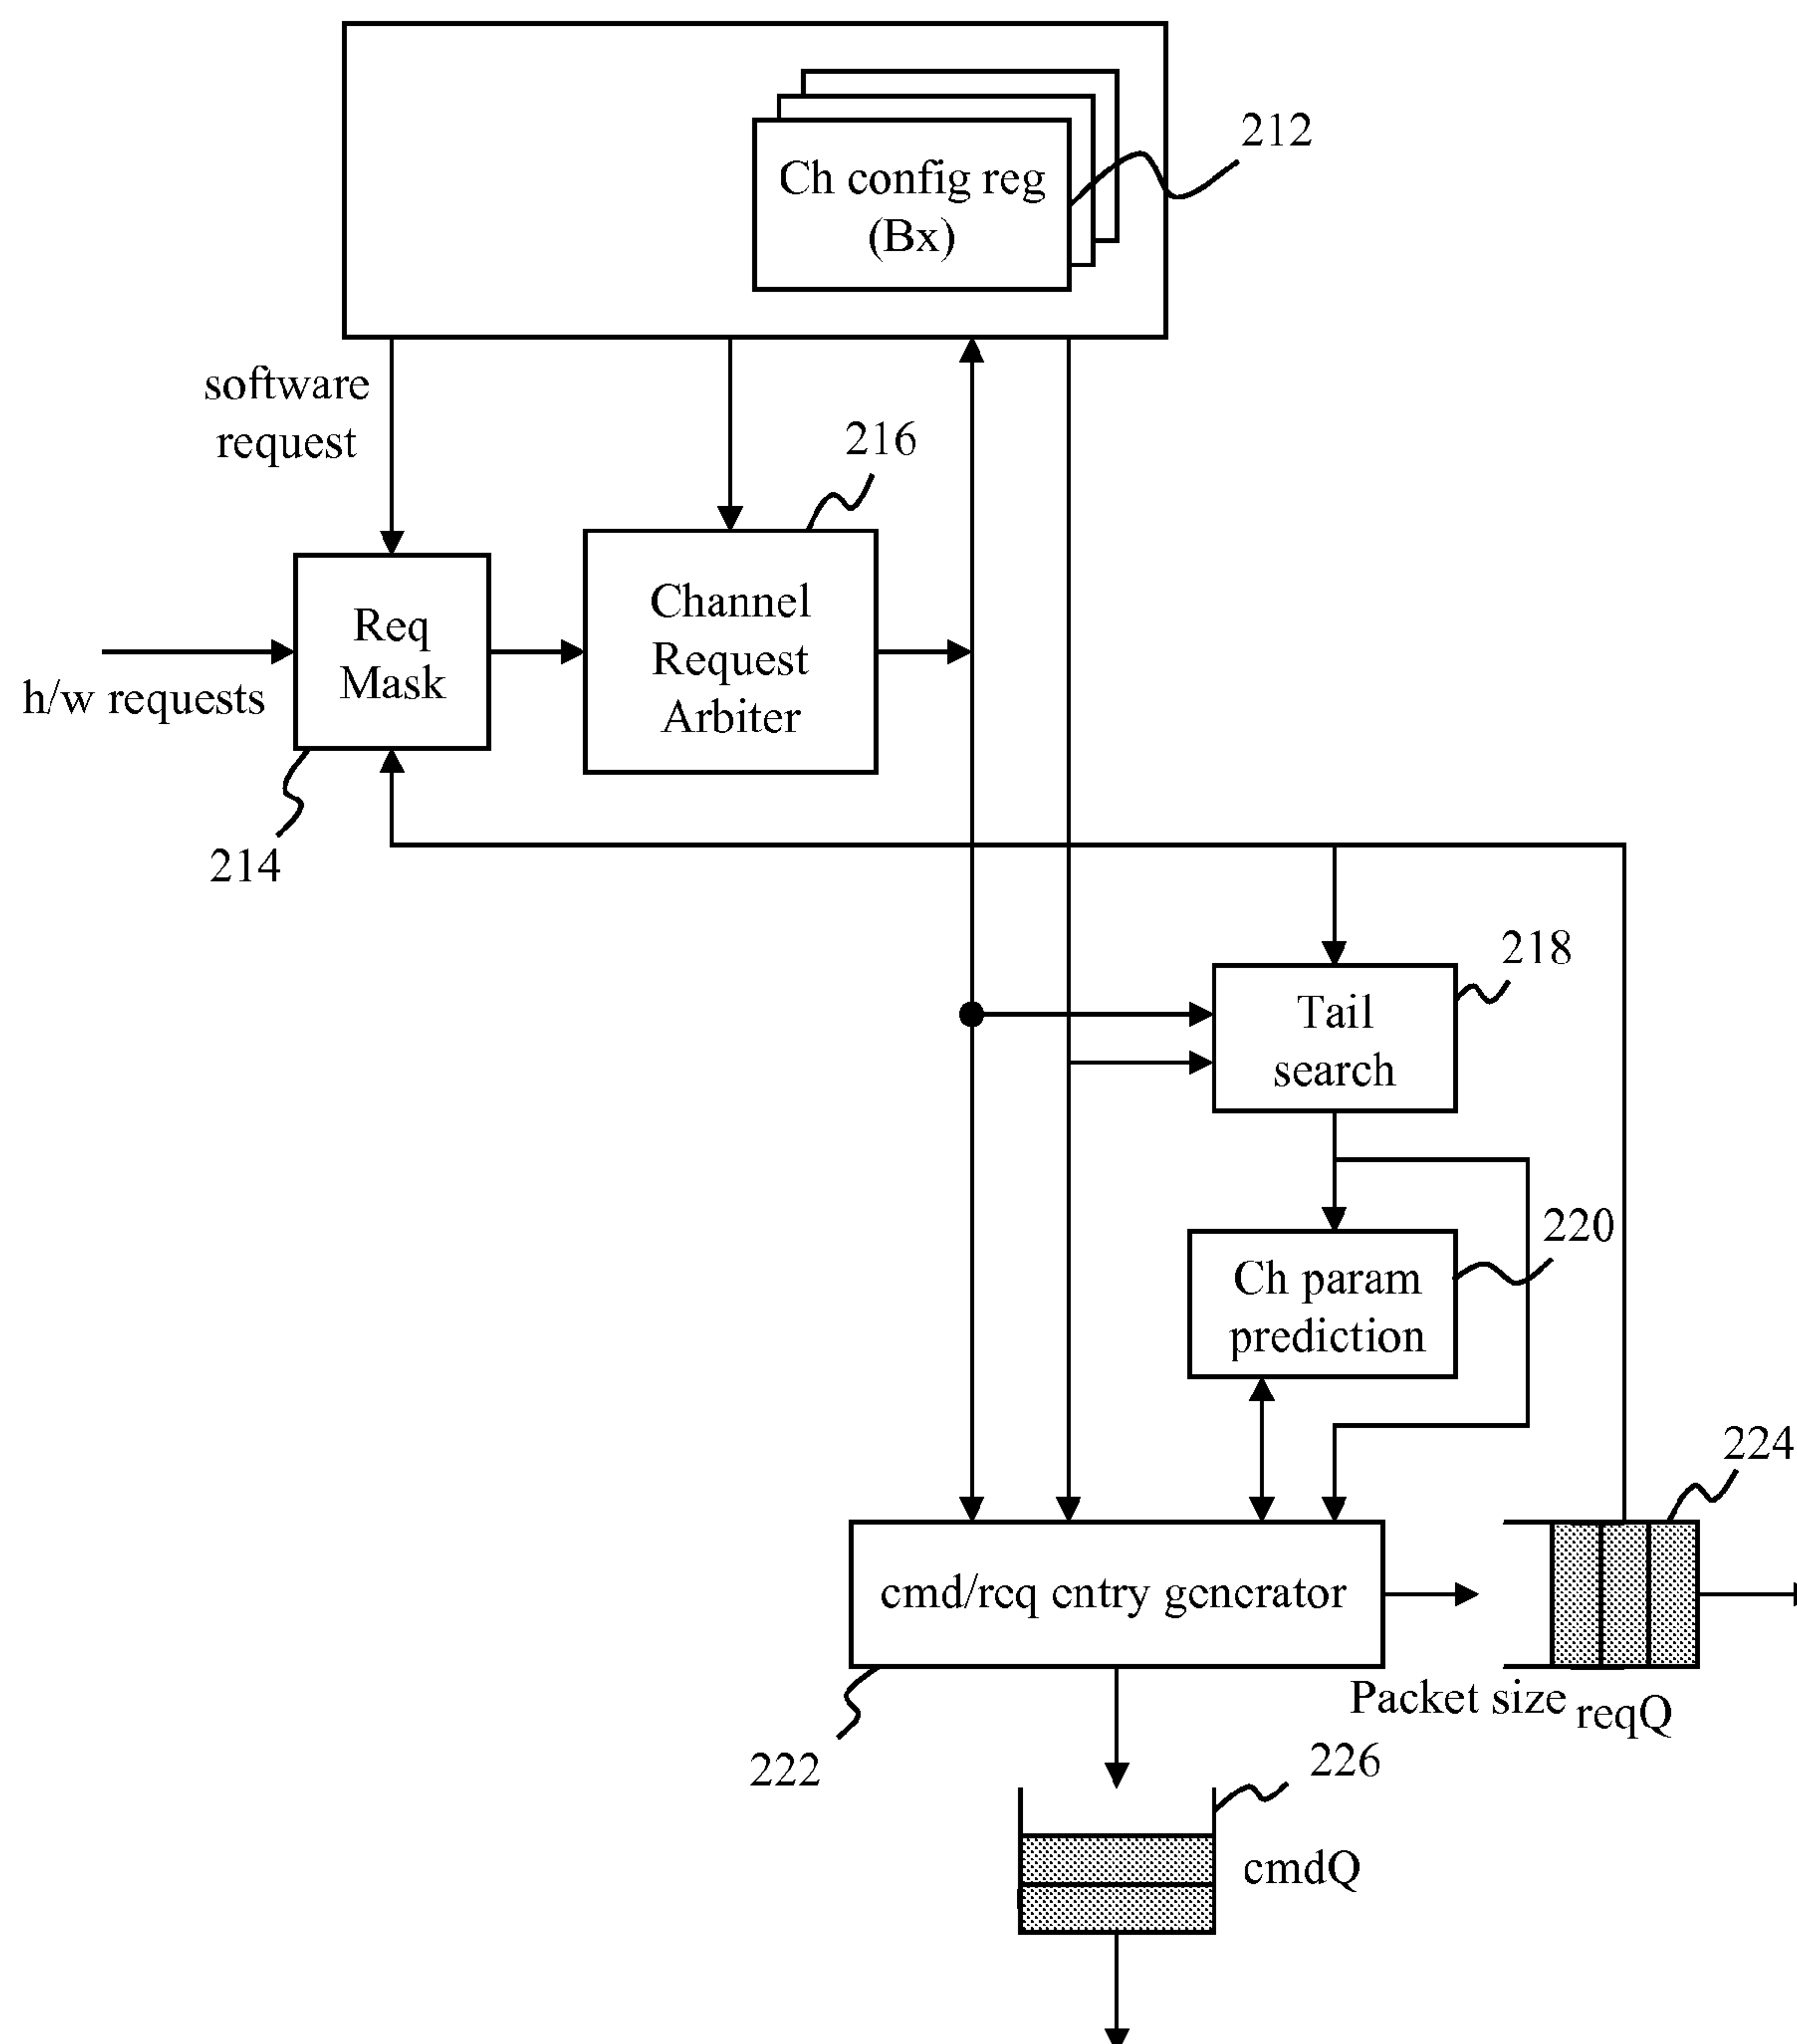 212
Ch config reg
(Bx)
software
request
216
Channel
Request
Arbiter
Req
Mask
h/w requests
214
218
Tail
search
220
Ch param
prediction
224
cmd/req entry generator
Packet size
reqQ
222
226
cmdQ